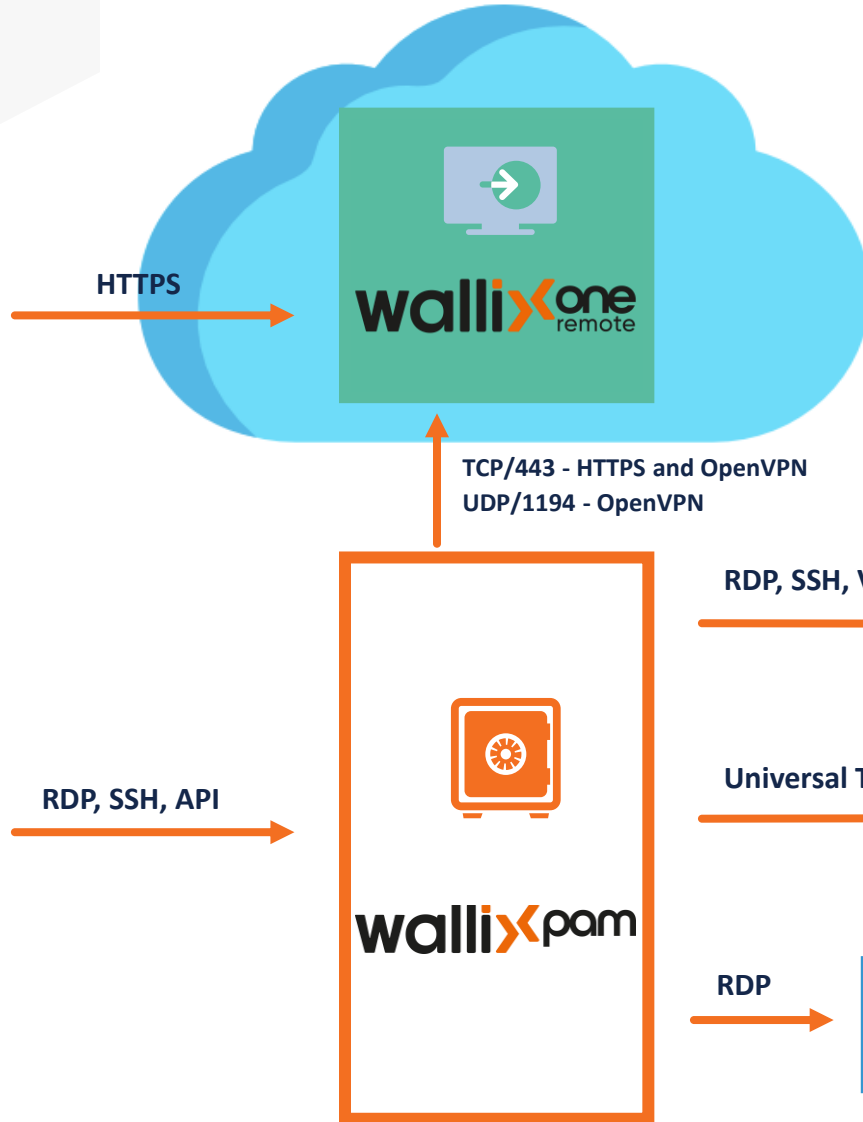 HTTPS
wallix one
remote
TCP/443 - HTTPS and OpenVPN
UDP/1194 - OpenVPN
RDP, SSH,
Universal
RDP, SSH, API
wallix pam
RDP